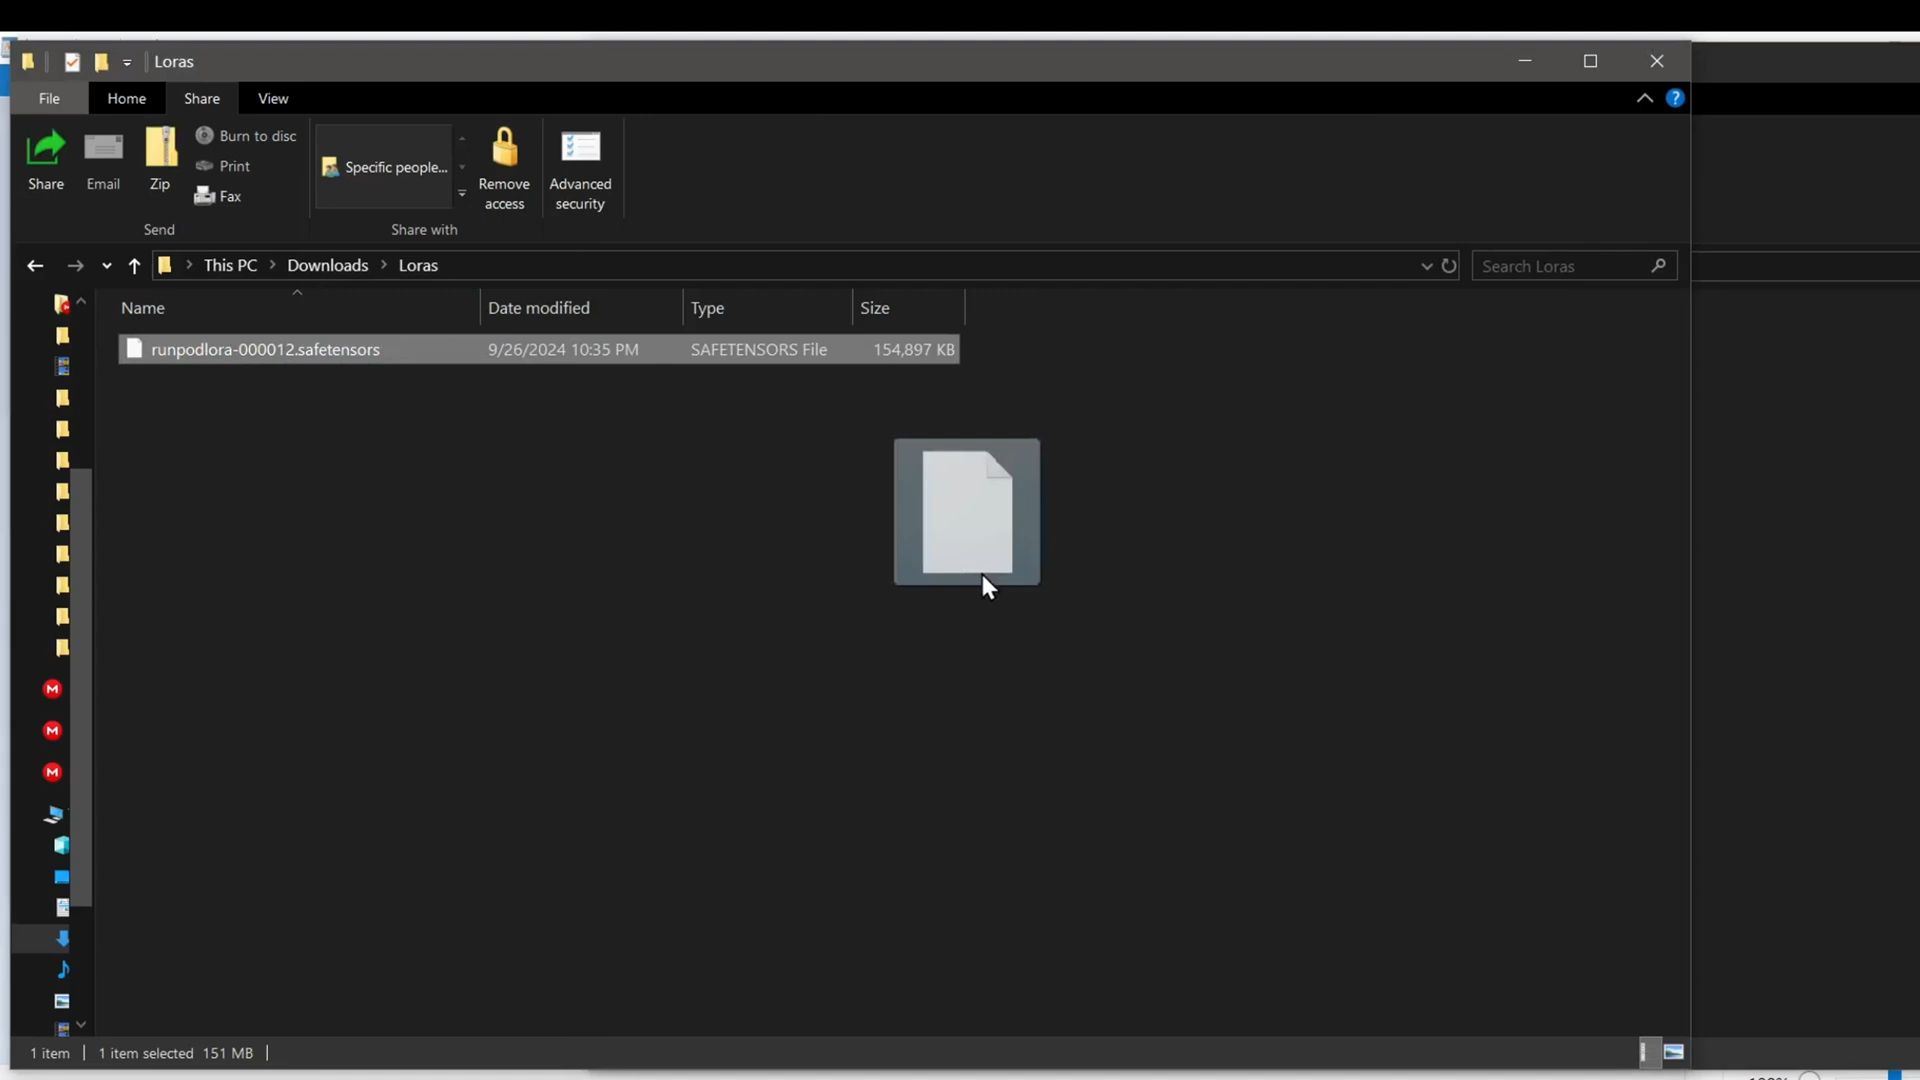 Loras
File Home Share View ?
Share Email Zip
Burn to disc
Print
Fax
Specific people...
Remove
access
Advanced
security
Send Share with
This PC Downloads Loras
Search Loras
Name Date modified Type Size
runpodlora-000012.safetensors 9/26/2024 10:35 PM SAFETENSORS File 154,897 KB
M
M
M
1 item 1 item selected 151 MB